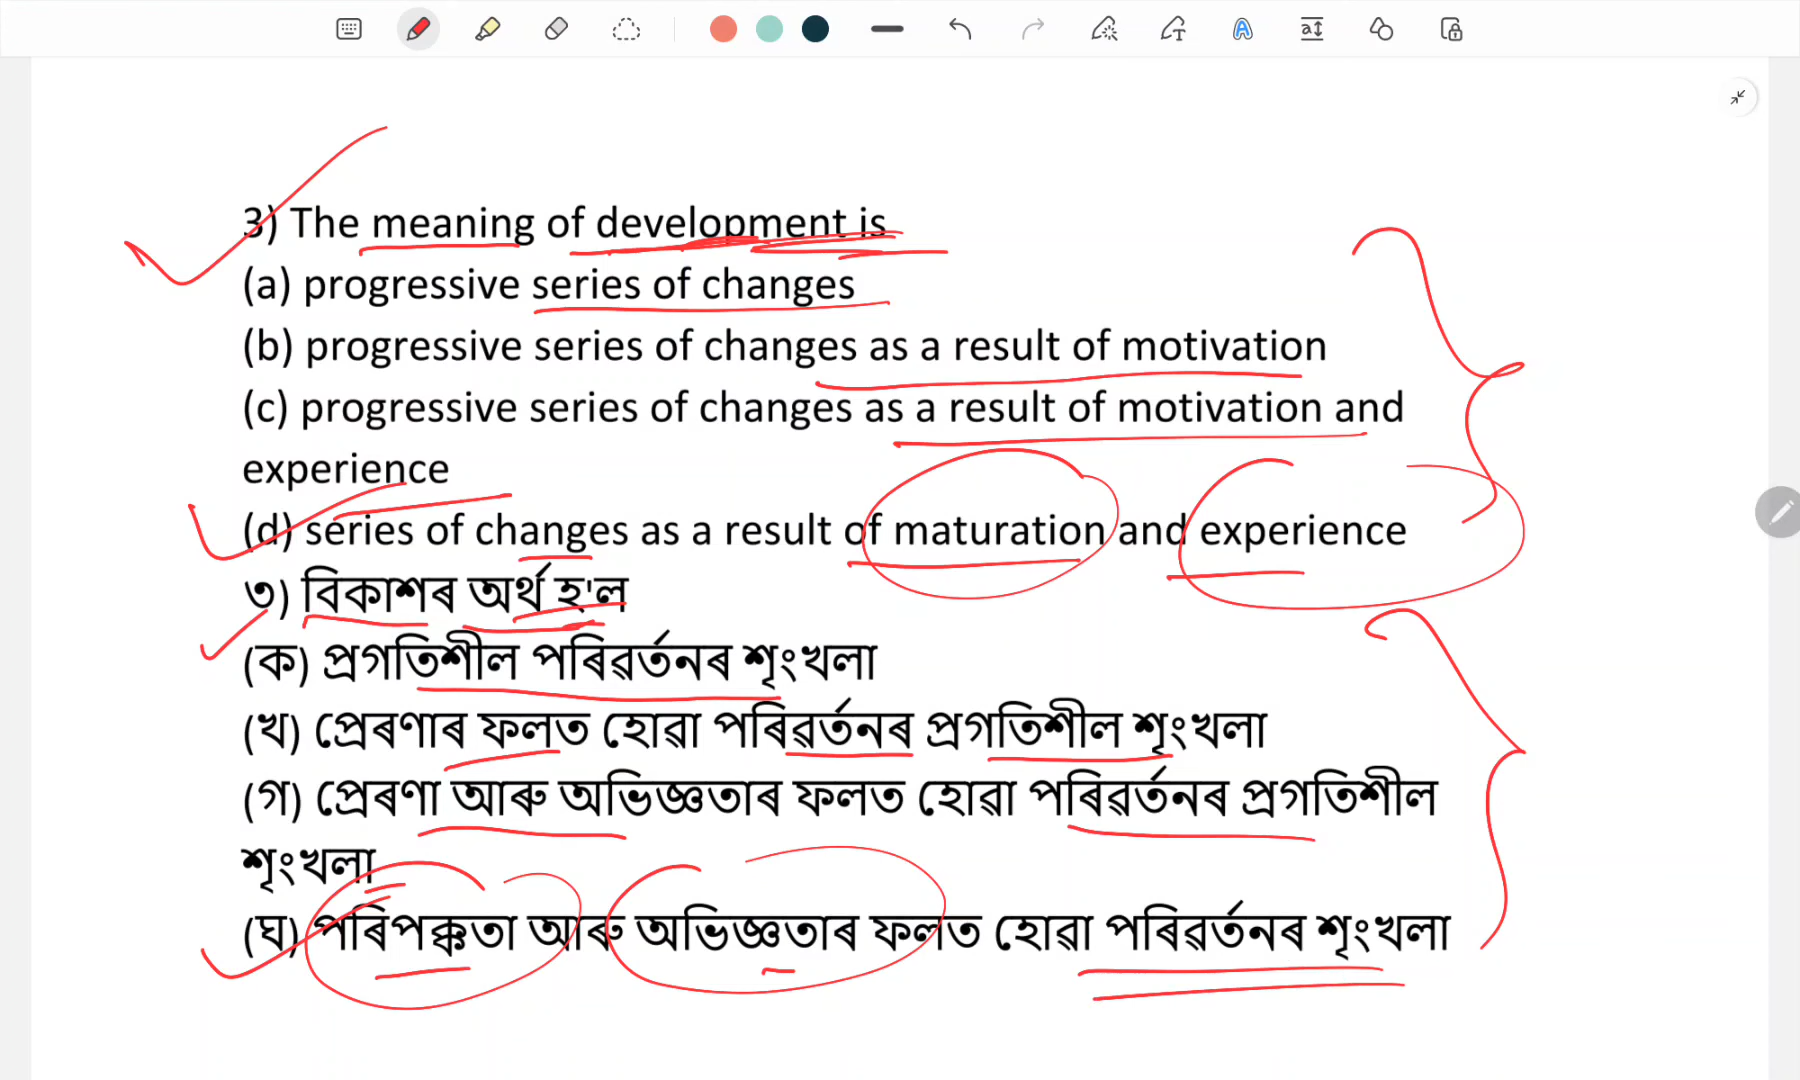 3) The meaning of development is
(a) progressive series of changes
(b) progressive series of changes as a result of motivation
(c) progressive series of changes as a result of motivation and
experience
(d) series of changes as a result of maturation and experience
৩) বিকাশৰ অৰ্থ হ'ল
(ক) প্ৰগতিশীল পৰিৱৰ্তনৰ শৃংখলা
(খ) প্ৰেৰণাৰ ফলত হোৱা পৰিৱৰ্তনৰ প্ৰগতিশীল শৃংখলা
(গ) প্ৰেৰণা আৰু অভিজ্ঞতাৰ ফলত হোৱা পৰিৱৰ্তনৰ প্ৰগতিশীল
শৃংখলা
(ঘ) পৰিপক্কতা আৰু অভিজ্ঞতাৰ ফলত হোৱা পৰিৱৰ্তনৰ শৃংখলা